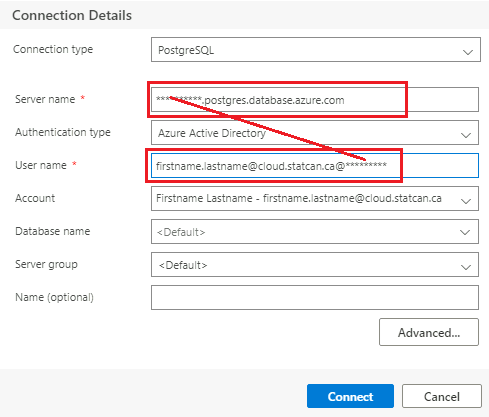 Connection Details
Connection type PostgreSQL
Server name * **********.postgres.database.azure.com
Authentication type Azure Active Directory
User name * firstname.lastname@cloud.statcan.ca@*********
Account Firstname Lastname - firstname.lastname@cloud.statcan.ca
Database name <Default>
Server group <Default>
Name (optional)
Advanced...
Connect Cancel